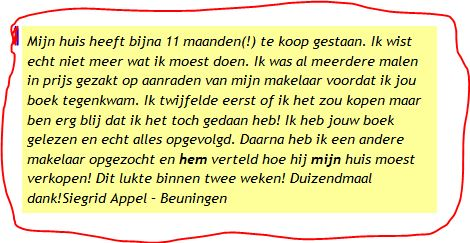 Mijn huis heeft bijna 11 maanden(!) te koop gestaan. Ik wist
echt niet meer wat ik moest doen. Ik was al meerdere malen
in prijs gezakt op aanraden van mijn makelaar voordat ik jou
boek tegenkwam. Ik twijfelde eerst of ik het zou kopen maar
ben erg blij dat ik het toch gedaan heb! Ik heb jouw boek
gelezen en echt alles opgevolgd. Daarna heb ik een andere
makelaar opgezocht en hem verteld hoe hij mijn huis moest
verkopen! Dit lukte binnen twee weken! Duizendmaal
dank!Siegrid Appel - Beuningen